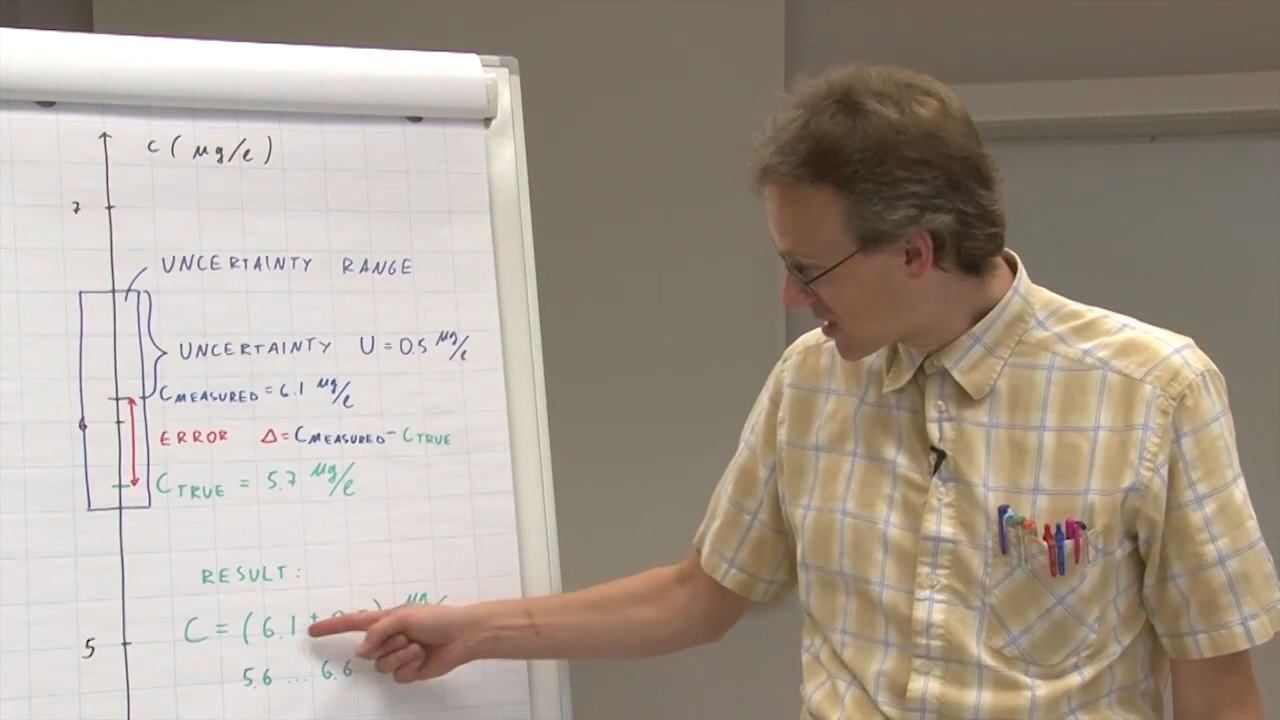 c (µg/l)
7
UNCERTAINTY RANGE
UNCERTAINTY U = 0.5 µg/l
CMEASURED = 6.1 µg/l
ERROR Δ = CMEASURED - CTRUE
CTRUE = 5.7 µg/l
RESULT:
C = (6.1 ± ) µg/
5
5.6 ... 6.6